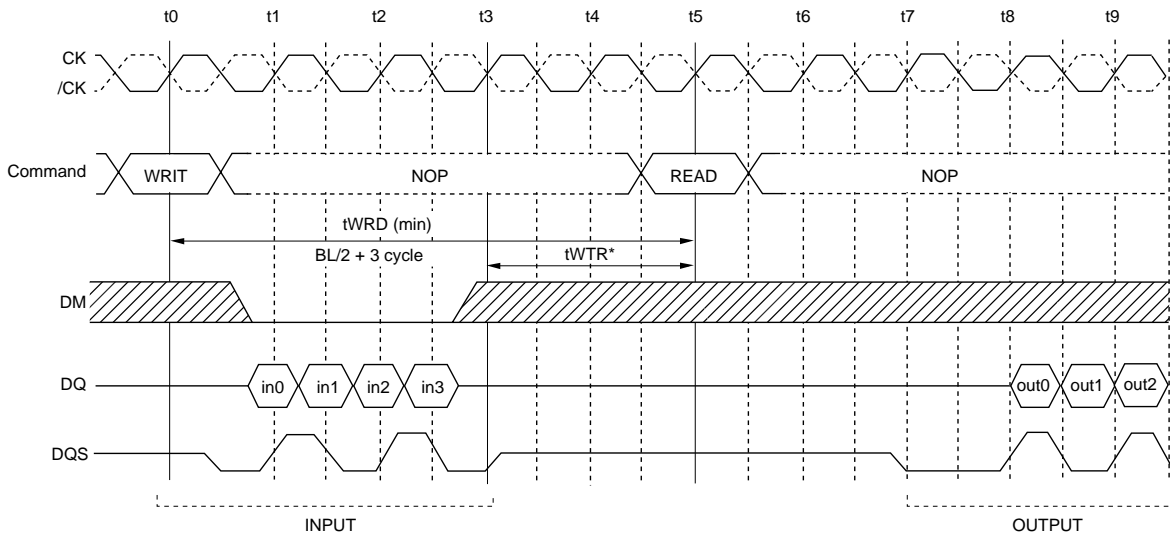 t0 t1 t2 t3 t4 t5 t6 t7 t8 t9
CK
/CK
Command WRIT NOP READ NOP
tWRD (min)
BL/2 + 3 cycle tWTR*
DM
DQ in0 in1 in2 in3 out0 out1 out2
DQS
INPUT OUTPUT